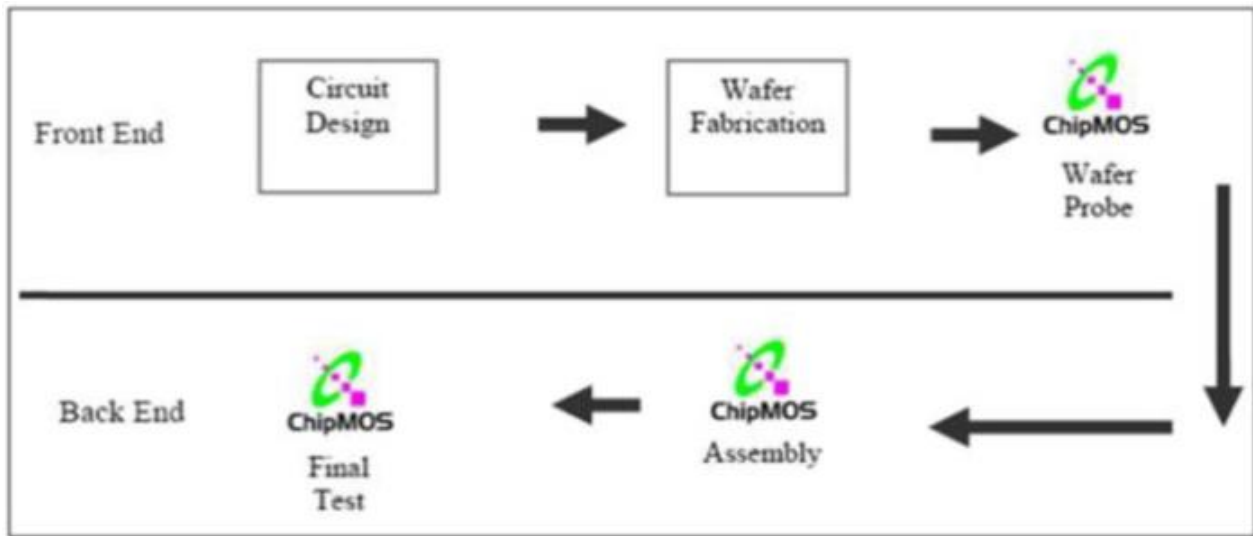 Front End
Circuit
Design
Wafer
Fabrication
ChipMOS
Wafer
Probe
Back End
ChipMOS
Final
Test
ChipMOS
Assembly